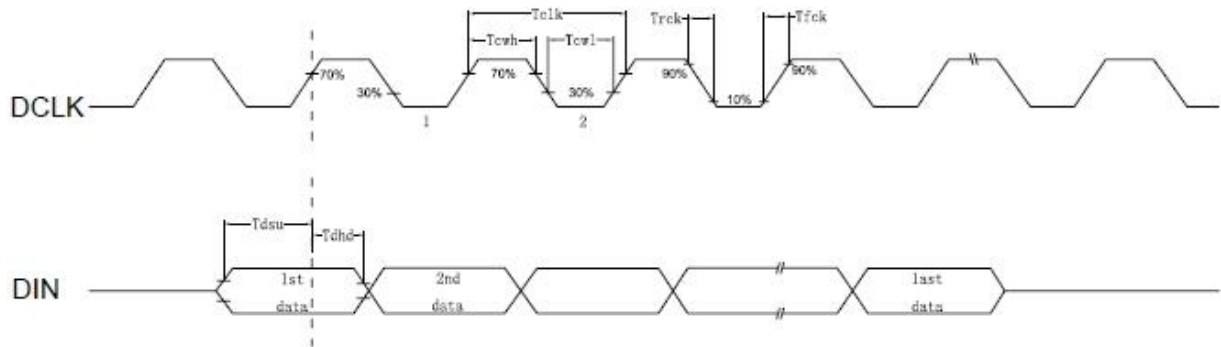 Tclk
Trck
Tfck
Tcwh
Tcwl
70%
30%
70%
30%
90%
10%
90%
DCLK
1
2
Tdsu
Tdhd
DIN
1st
data
2nd
data
last
data